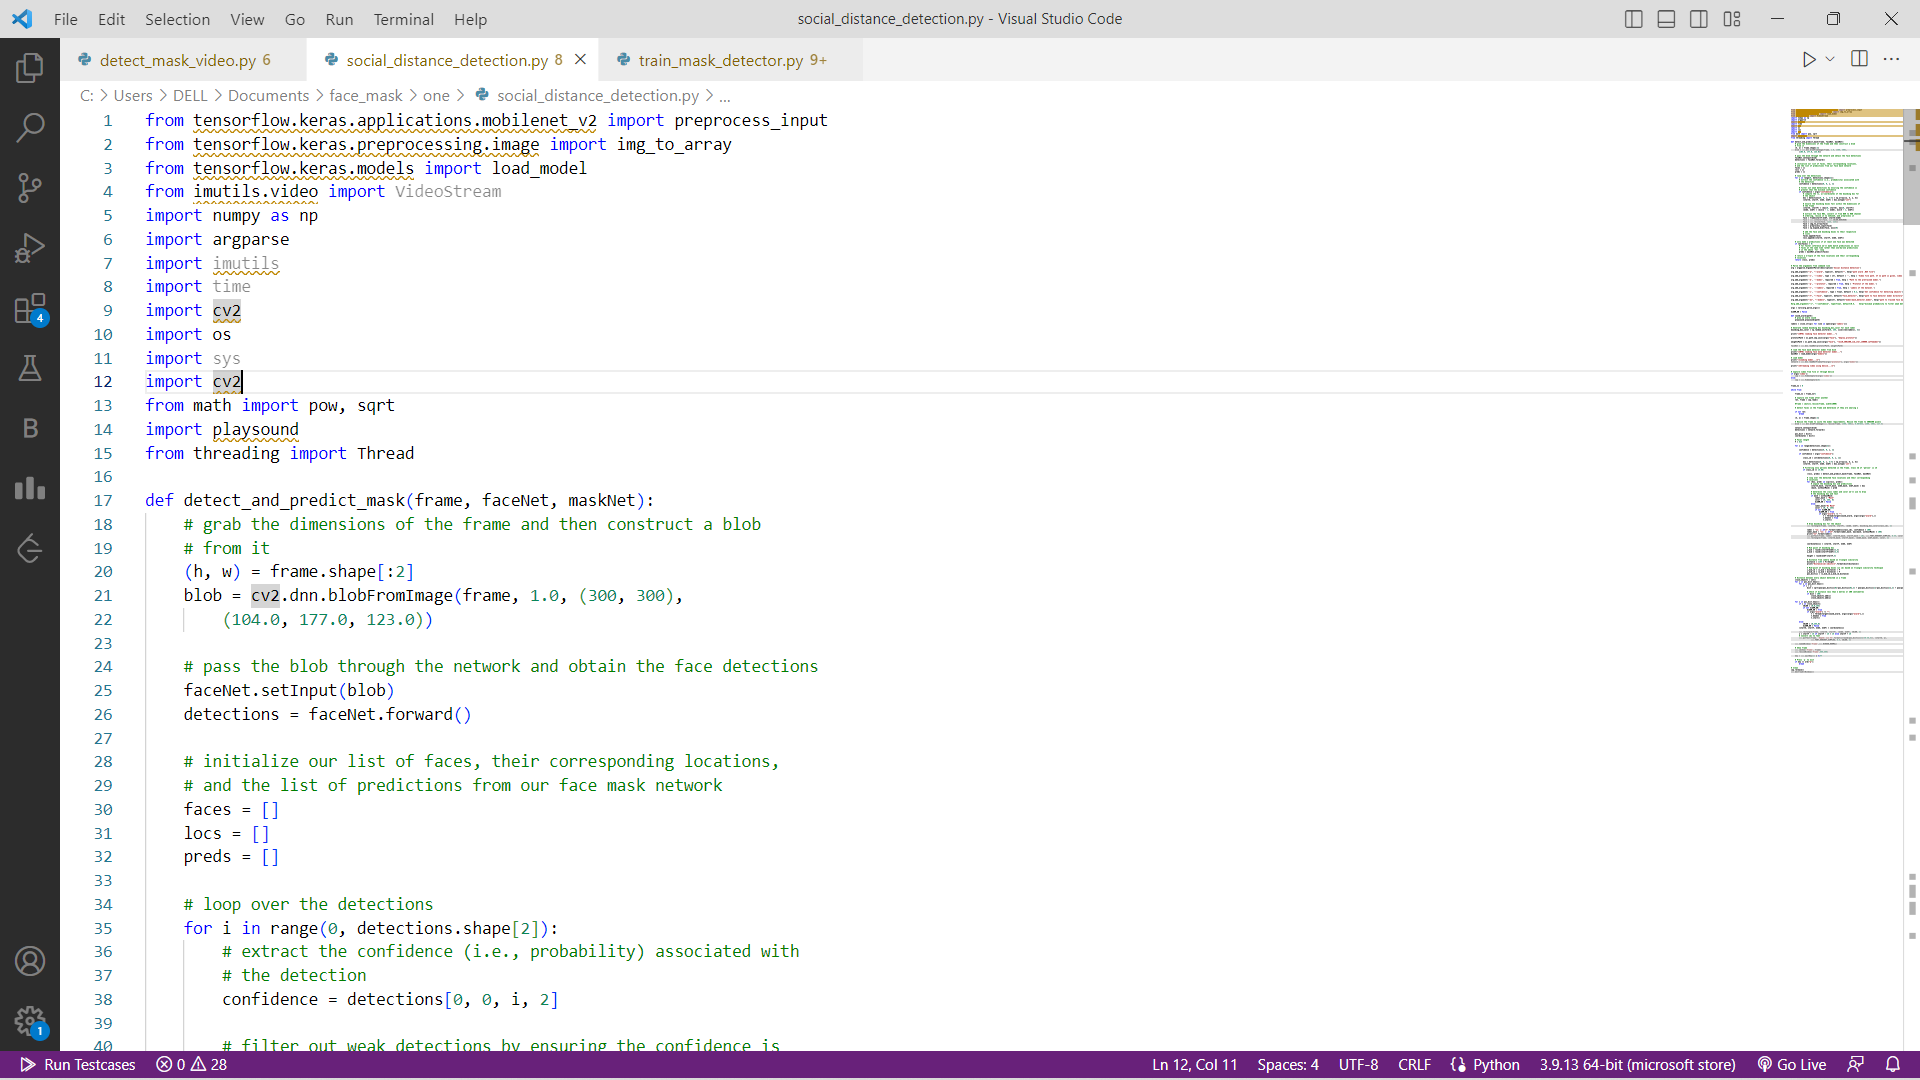 File Edit Selection View Go Run Terminal Help
social_distance_detection.py - Visual Studio Code
detect_mask_video.py 6
social_distance_detection.py 8
train_mask_detector.py 9+
C: > Users > DELL > Documents > face_mask > one > social_distance_detection.py > ...
1 from tensorflow.keras.applications.mobilenet_v2 import preprocess_input
2 from tensorflow.keras.preprocessing.image import img_to_array
3 from tensorflow.keras.models import load_model
4 from imutils.video import VideoStream
5 import numpy as np
6 import argparse
7 import imutils
8 import time
9 import cv2
10 import os
11 import sys
12 import cv2
13 from math import pow, sqrt
14 import playsound
15 from threading import Thread
16
17 def detect_and_predict_mask(frame, faceNet, maskNet):
18 # grab the dimensions of the frame and then construct a blob
19 # from it
20 (h, w) = frame.shape[:2]
21 blob = cv2.dnn.blobFromImage(frame, 1.0, (300, 300),
22 (104.0, 177.0, 123.0))
23
24 # pass the blob through the network and obtain the face detections
25 faceNet.setInput(blob)
26 detections = faceNet.forward()
27
28 # initialize our list of faces, their corresponding locations,
29 # and the list of predictions from our face mask network
30 faces = []
31 locs = []
32 preds = []
33
34 # loop over the detections
35 for i in range(0, detections.shape[2]):
36 # extract the confidence (i.e., probability) associated with
37 # the detection
38 confidence = detections[0, 0, i, 2]
39
40 # filter out weak detections by ensuring the confidence is
4
B
1
Run Testcases 0 28
Ln 12, Col 11 Spaces: 4 UTF-8 CRLF Python 3.9.13 64-bit (microsoft store) Go Live